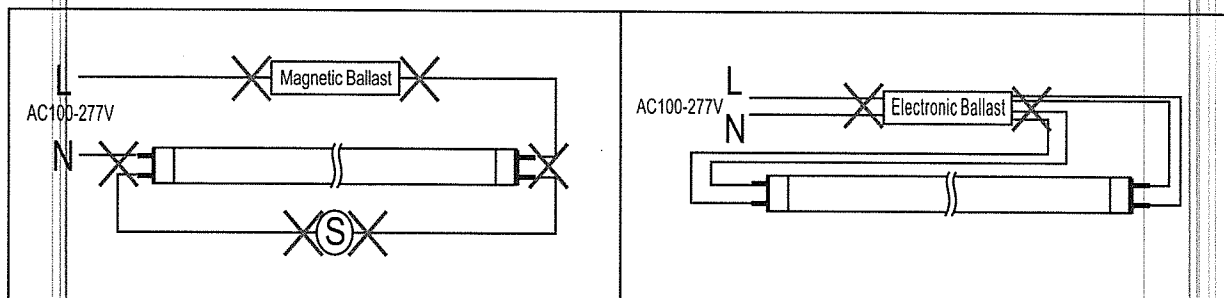 L
Magnetic Ballast
AC100-277V
N
S
L
AC100-277V
Electronic Ballast
N